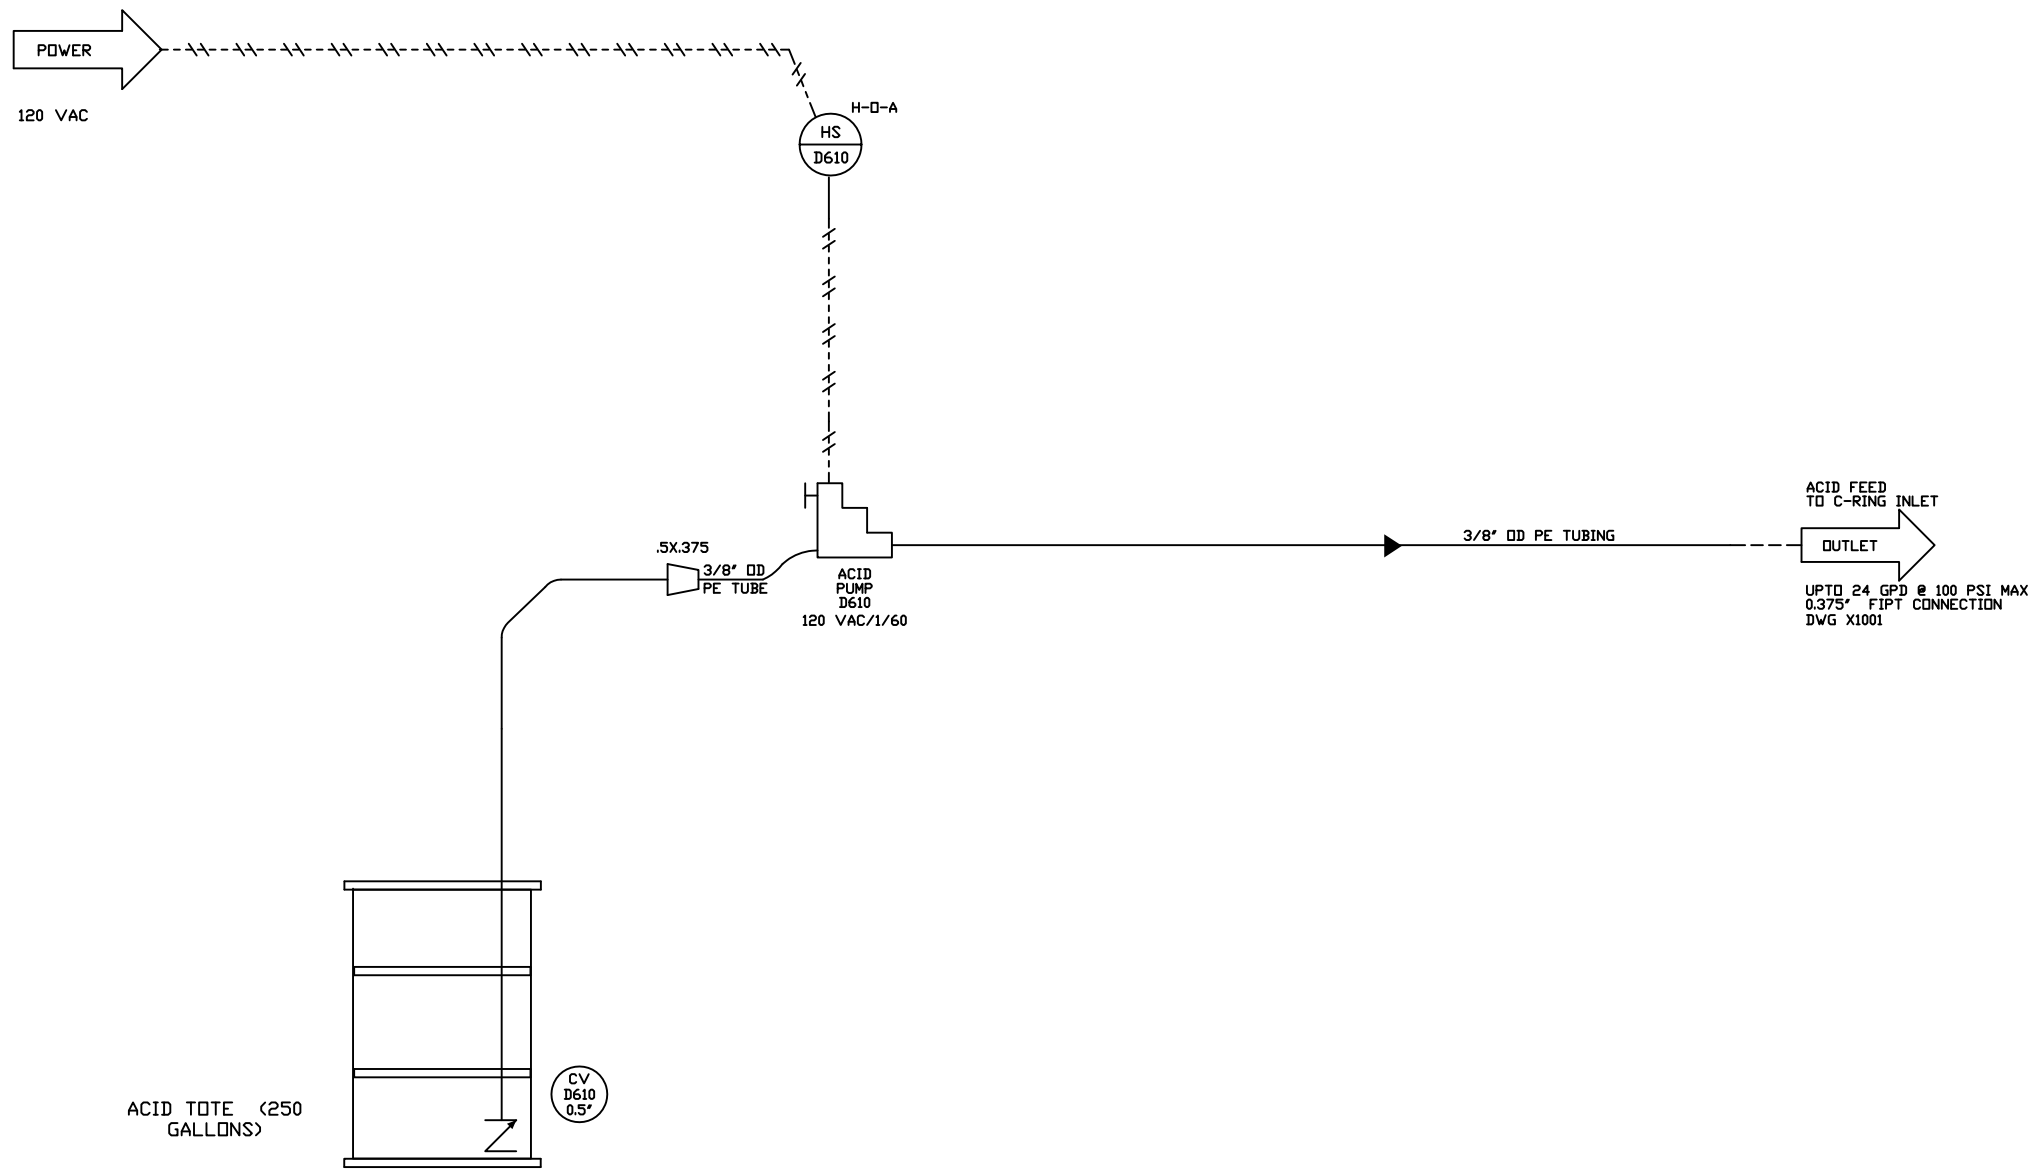 POWER
120 VAC
H-O-A
HS
D610
.5X.375
3/8" OD
PE TUBE
ACID
PUMP
D610
120 VAC/1/60
3/8" OD PE TUBING
ACID FEED
TO C-RING INLET
OUTLET
UPTO 24 GPD @ 100 PSI MAX
0.375" FIPT CONNECTION
DWG X1001
CV
D610
0.5"
ACID TOTE (250
GALLONS)